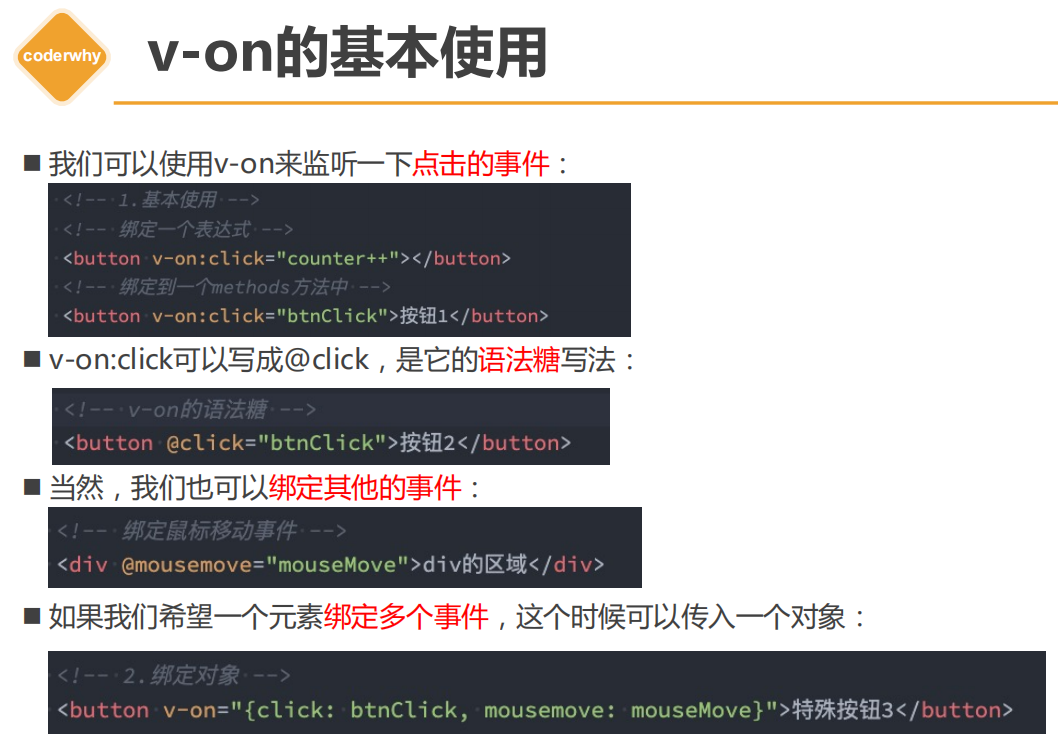 coderwhy
v-on的基本使用
■ 我们可以使用v-on来监听一下点击的事件：
<!-- 1.基本使用 -->
<!-- 绑定一个表达式 -->
<button v-on:click="counter++"></button>
<!-- 绑定到一个methods方法中 -->
<button v-on:click="btnClick">按钮1</button>
■ v-on:click可以写成@click，是它的语法糖写法：
<!-- v-on的语法糖 -->
<button @click="btnClick">按钮2</button>
■ 当然，我们也可以绑定其他的事件：
<!-- 绑定鼠标移动事件 -->
<div @mousemove="mouseMove">div的区域</div>
■ 如果我们希望一个元素绑定多个事件，这个时候可以传入一个对象：
<!-- 2.绑定对象 -->
<button v-on="{click: btnClick, mousemove: mouseMove}">特殊按钮3</button>